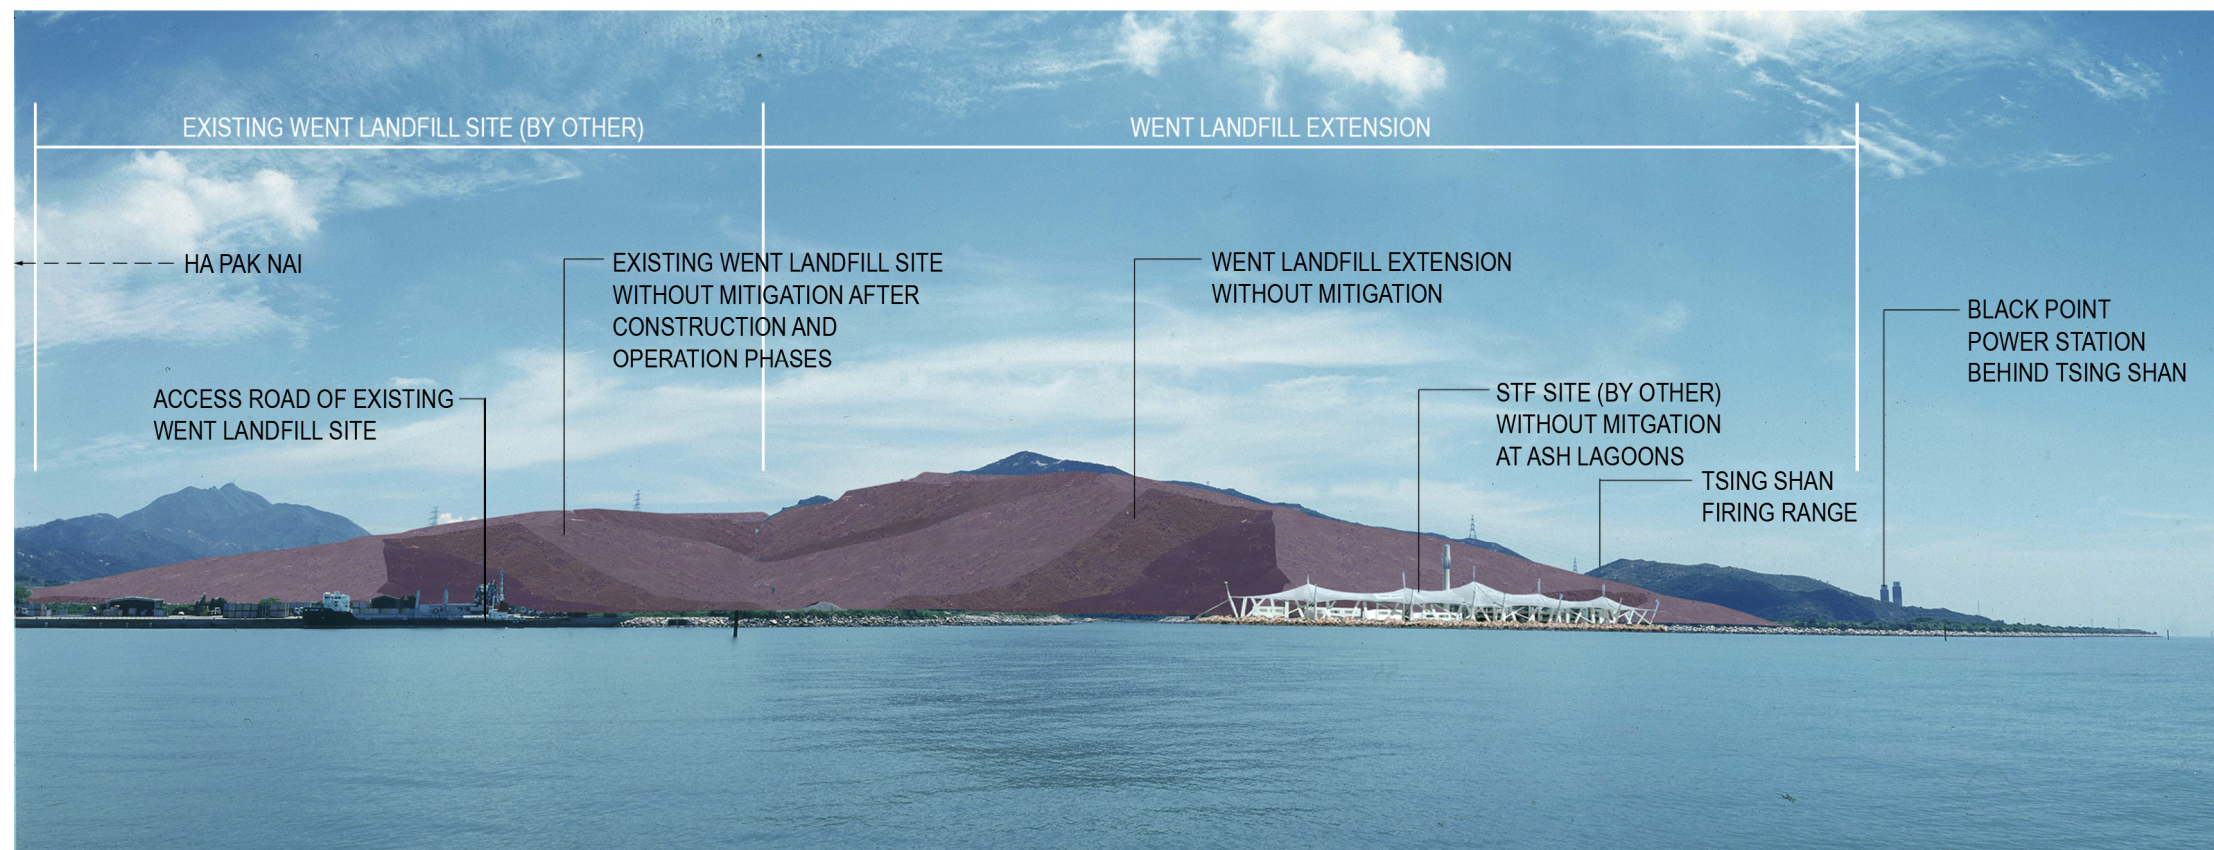 EXISTING WENT LANDFILL SITE (BY OTHER)
WENT LANDFILL EXTENSION
HA PAK NAI
EXISTING WENT LANDFILL SITE
WITHOUT MITIGATION AFTER
CONSTRUCTION AND
OPERATION PHASES
WENT LANDFILL EXTENSION
WITHOUT MITIGATION
BLACK POINT
POWER STATION
BEHIND TSING SHAN
ACCESS ROAD OF EXISTING
WENT LANDFILL SITE
STF SITE (BY OTHER)
WITHOUT MITGATION
AT ASH LAGOONS
TSING SHAN
FIRING RANGE